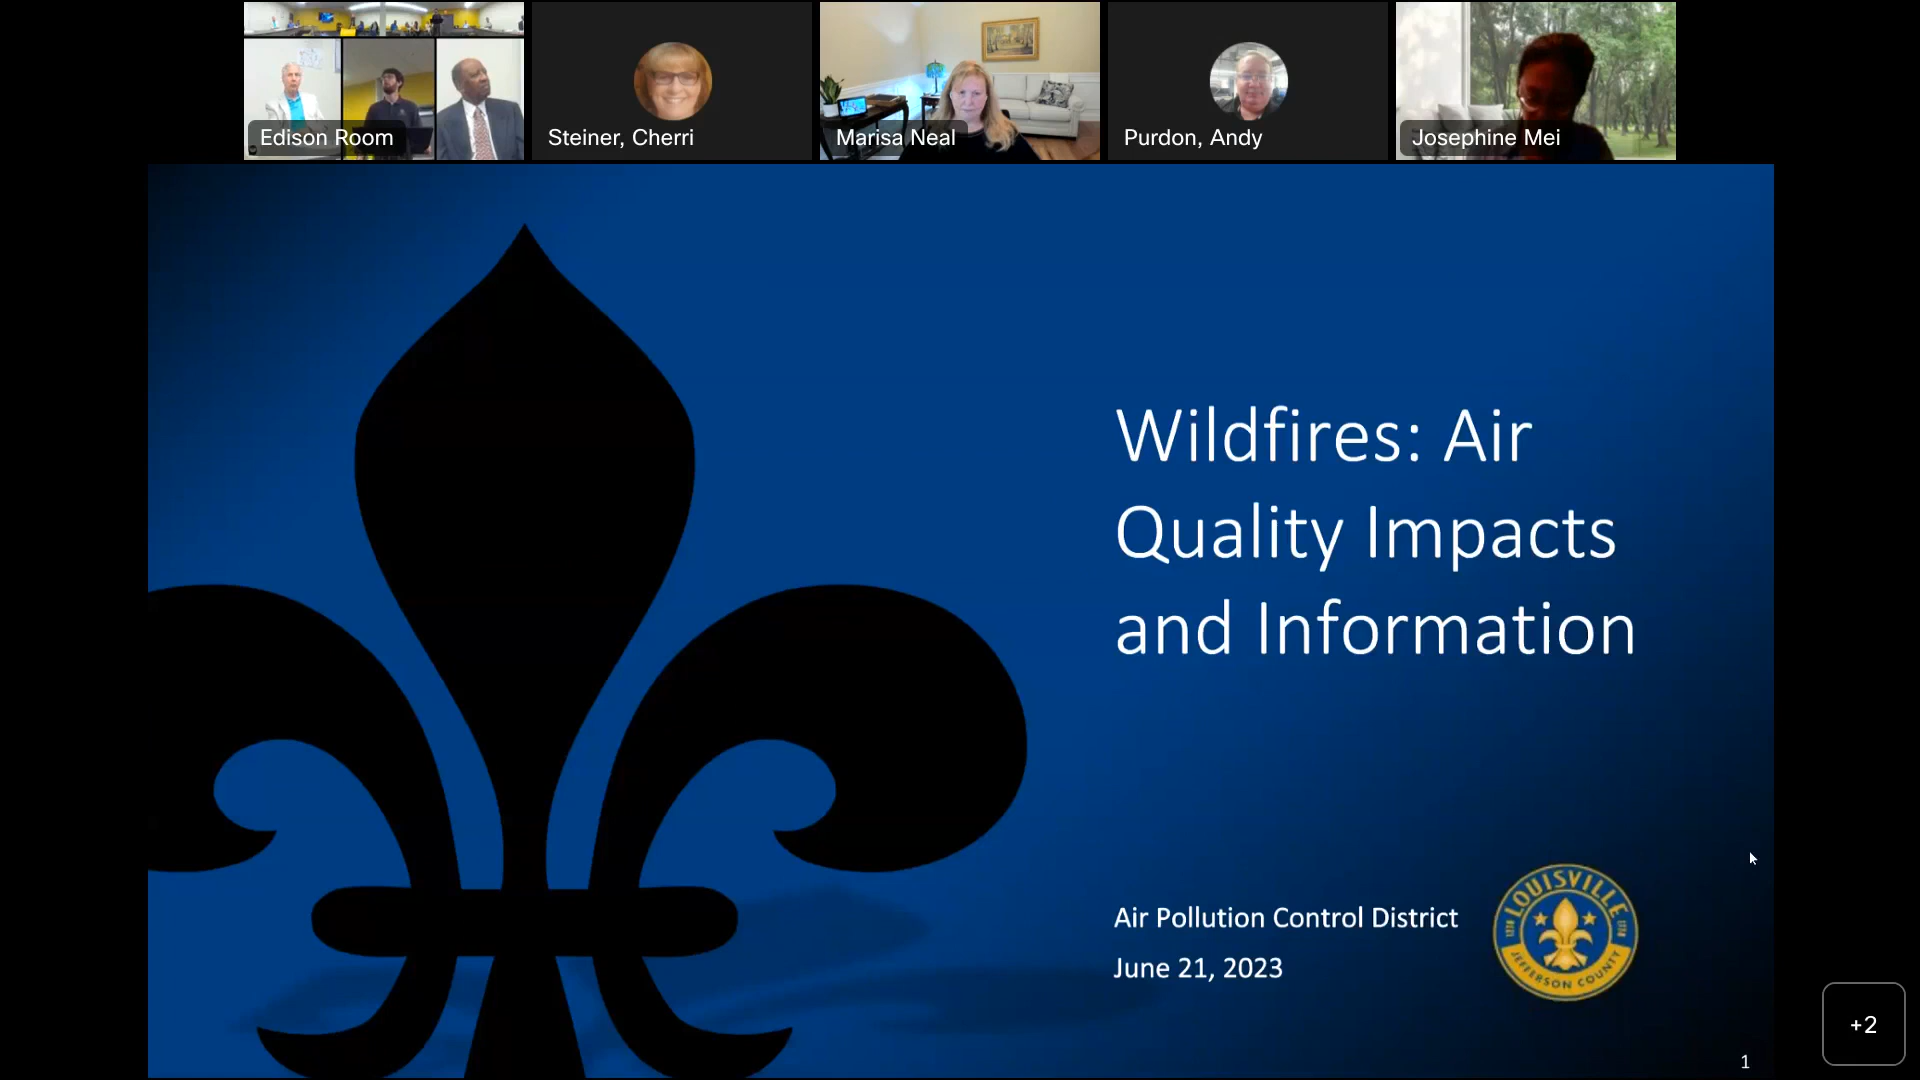 Edison Room
Steiner, Cherri
Marisa Neal
Purdon, Andy
Josephine Mei
Wildfires: Air
Quality Impacts
and Information
Air Pollution Control District
June 21, 2023
LOUISVILLE
JEFFERSON COUNTY
1778
+2
1